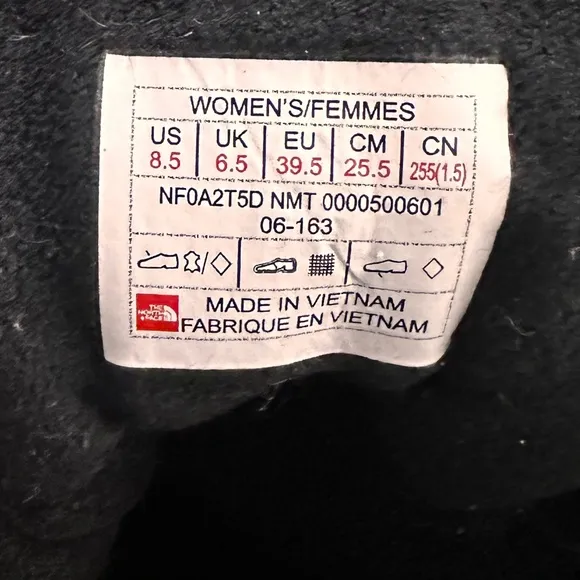 WOMEN'S/FEMMES
US UK EU CM CN
8.5 6.5 39.5 25.5 255(1.5)
NF0A2T5D NMT 0000500601
06-163
THE
NORTH
FACE
MADE IN VIETNAM
FABRIQUE EN VIETNAM